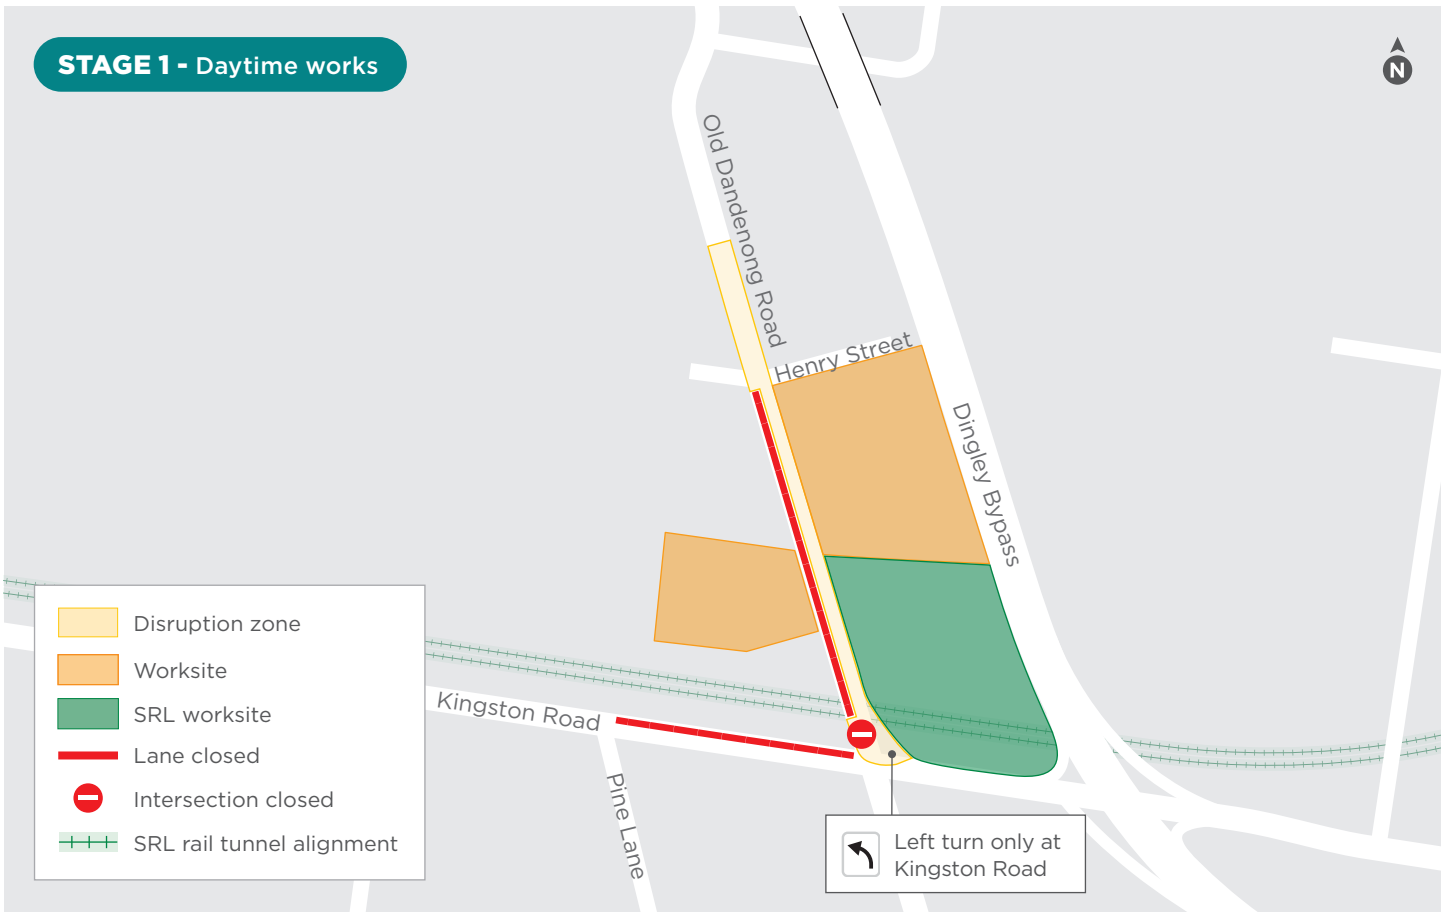 STAGE 1 - Daytime works
N
Old Dandenong Road
Henry Street
Dingley Bypass
Disruption zone
Worksite
SRL worksite
Lane closed
Intersection closed
SRL rail tunnel alignment
Kingston Road
Pine Lane
Left turn only at
Kingston Road